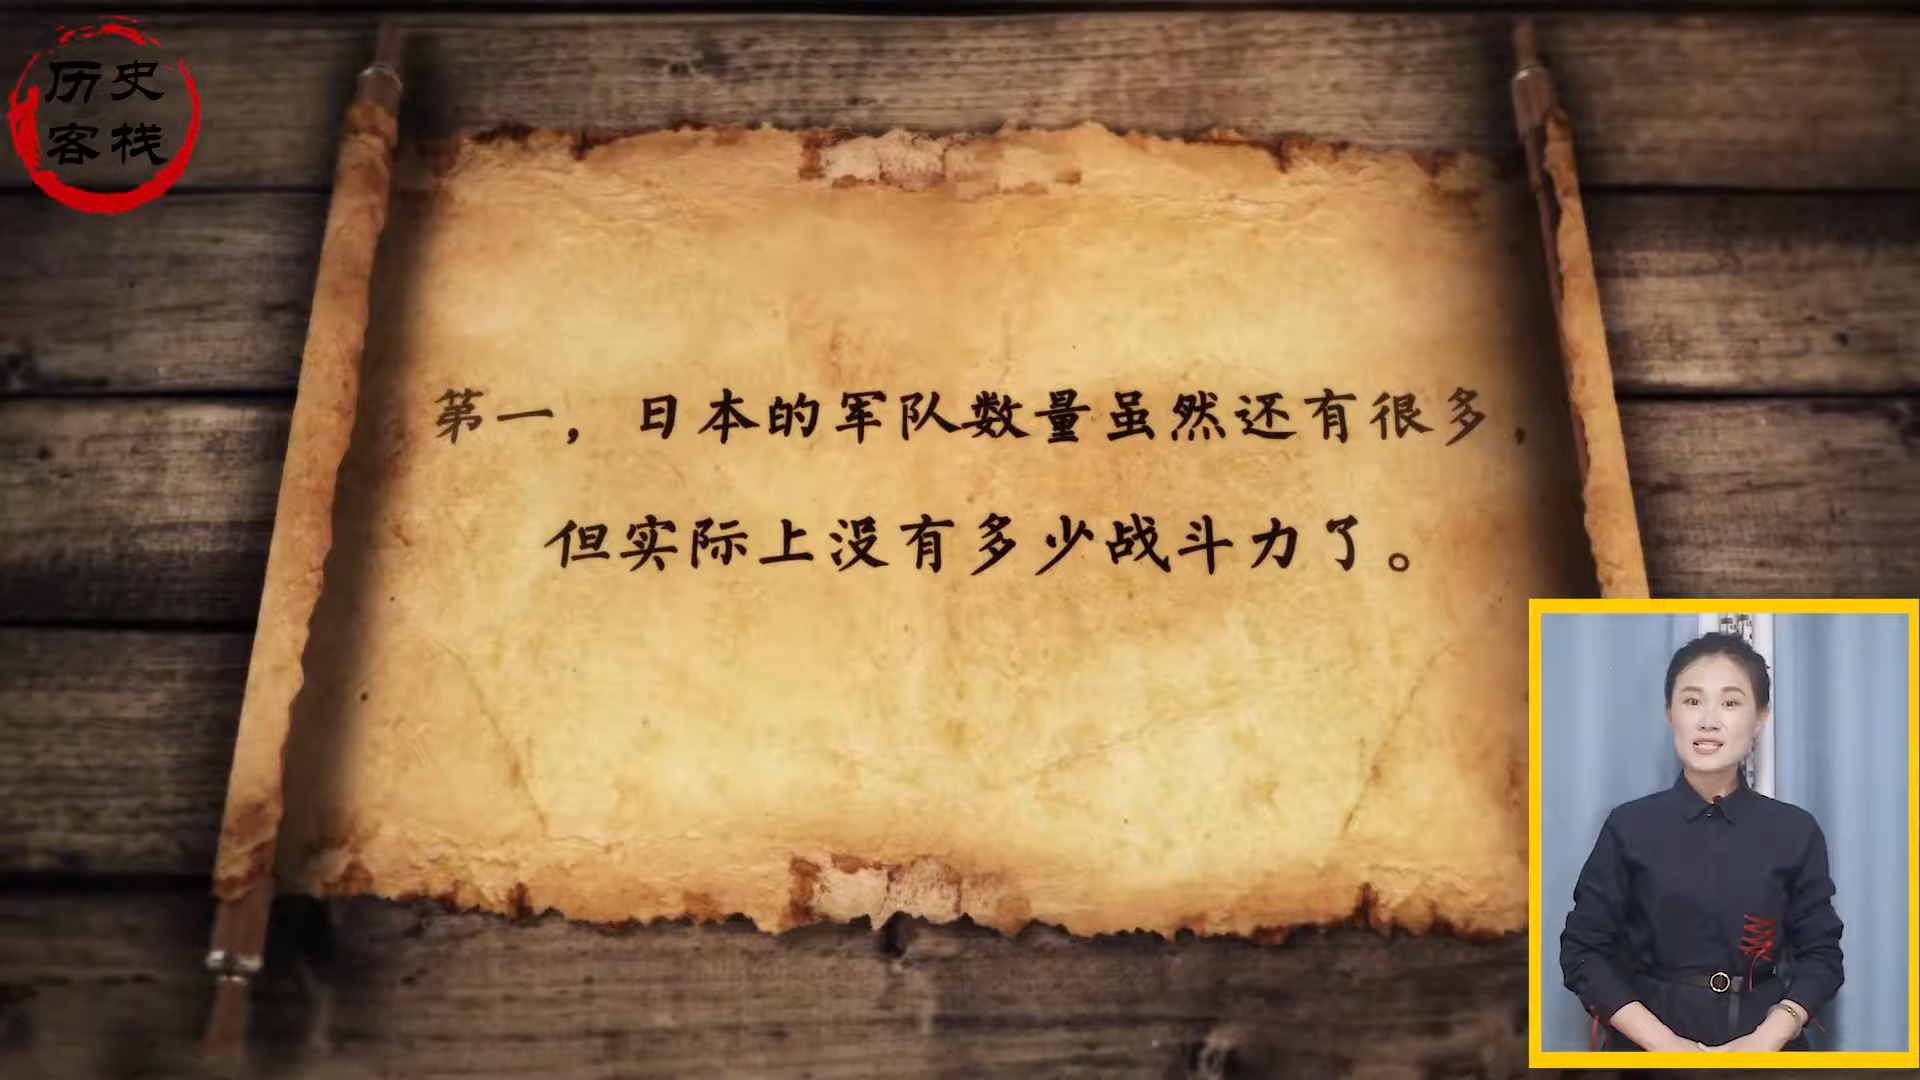 历史
客栈
第一，日本的军队数量虽然还有很多，
但实际上没有多少战斗力了。